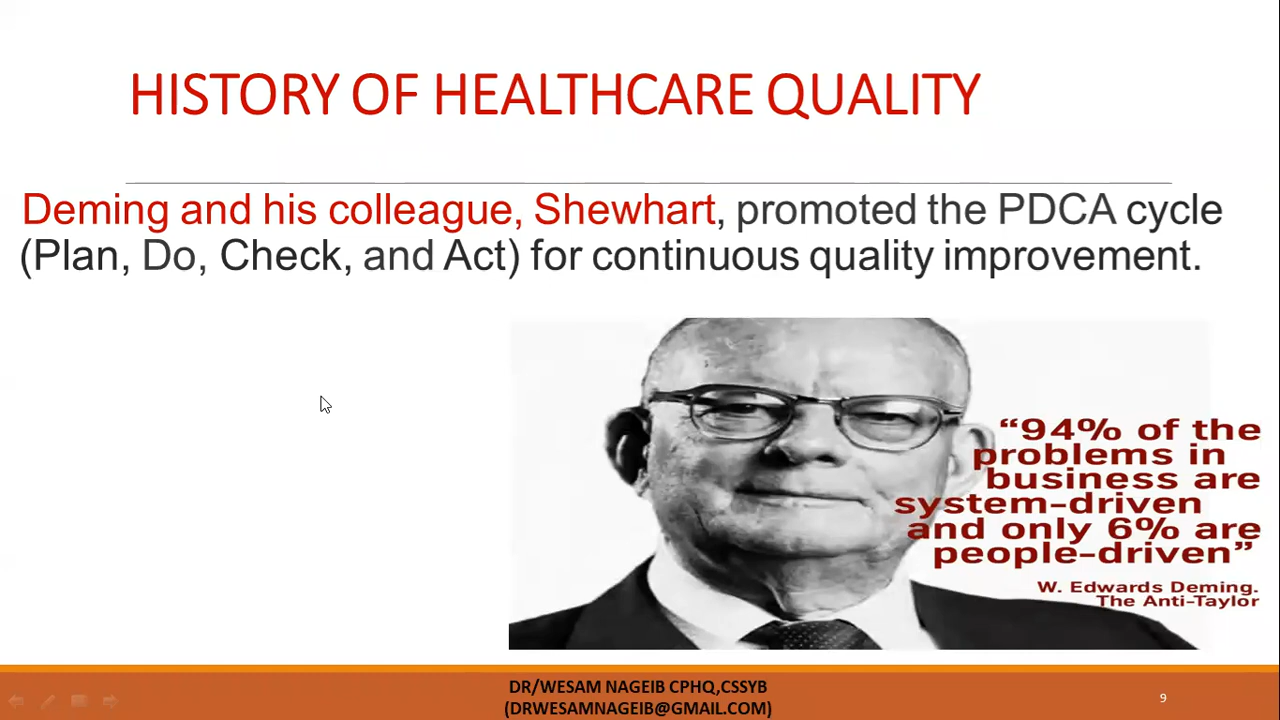 HISTORY OF HEALTHCARE QUALITY
Deming and his colleague, Shewhart, promoted the PDCA cycle
(Plan, Do, Check, and Act) for continuous quality improvement.
“94% of the
problems in
business are
system-driven
and only 6% are
people-driven”
W. Edwards Deming.
The Anti-Taylor
DR/WESAM NAGEIB CPHQ,CSSYB
(DRWESAMNAGEIB@GMAIL.COM)
9